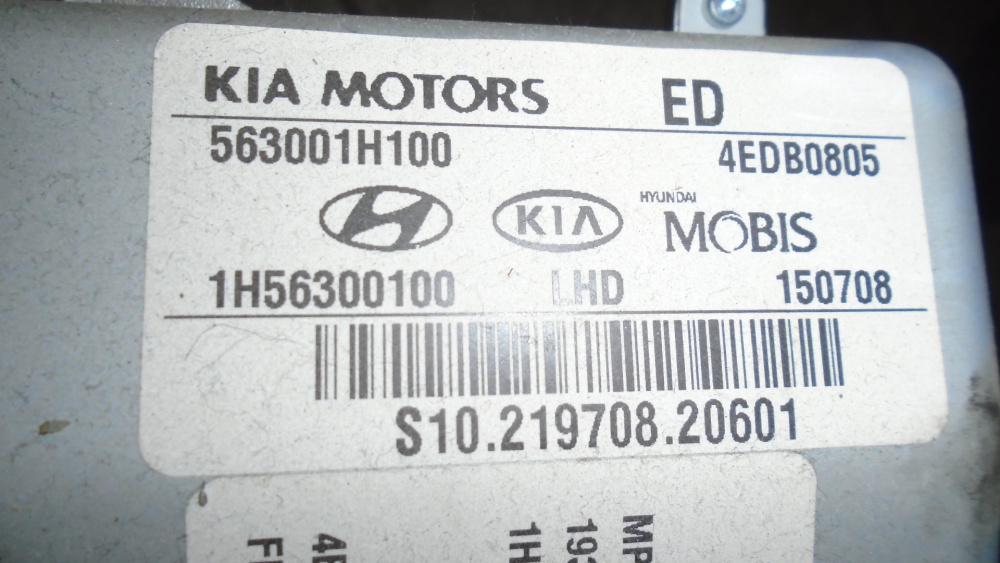 KIA MOTORS ED
563001H100 4EDB0805
KIA HYUNDAI MOBIS
1H56300100 LHD 150708
S10.219708.20601